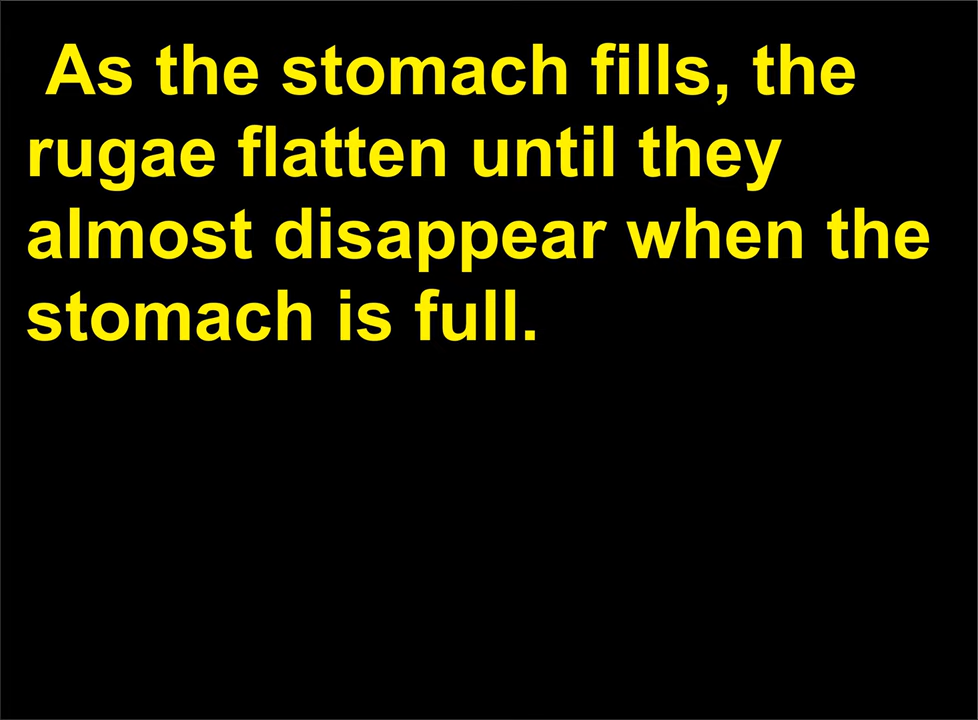 As the stomach fills, the
rugae flatten until they
almost disappear when the
stomach is full.